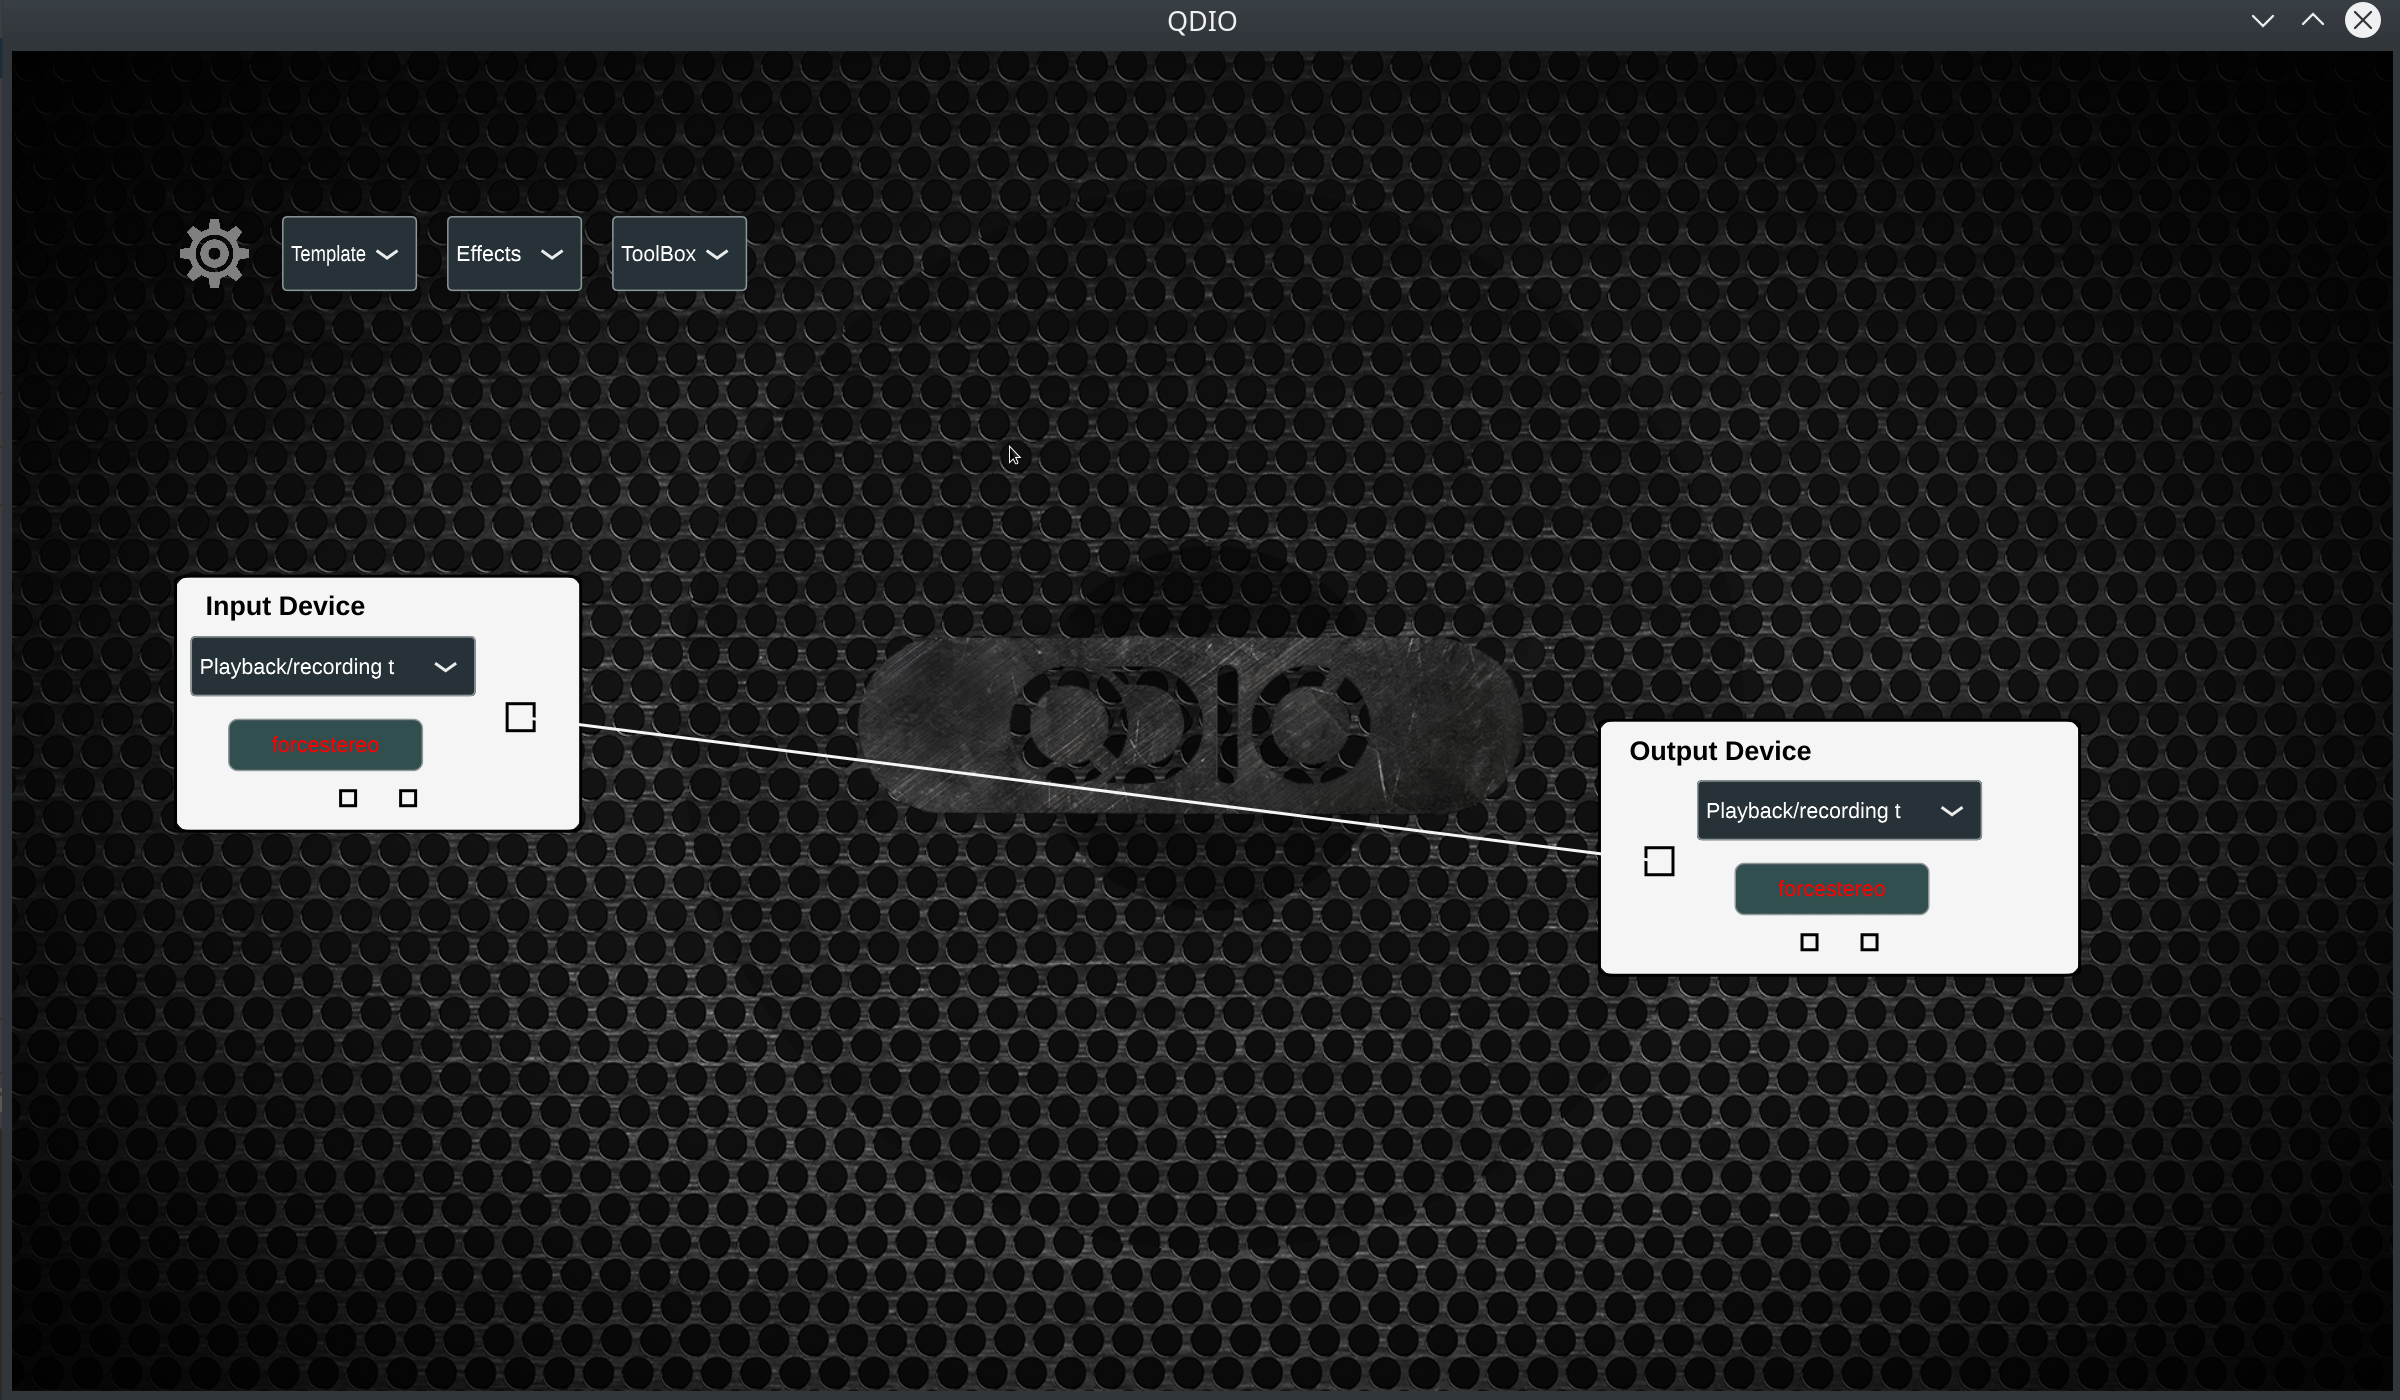 QDIO
Template
Effects
ToolBox
Input Device
Playback/recording t
forcestereo
QDIO
Output Device
Playback/recording t
forcestereo